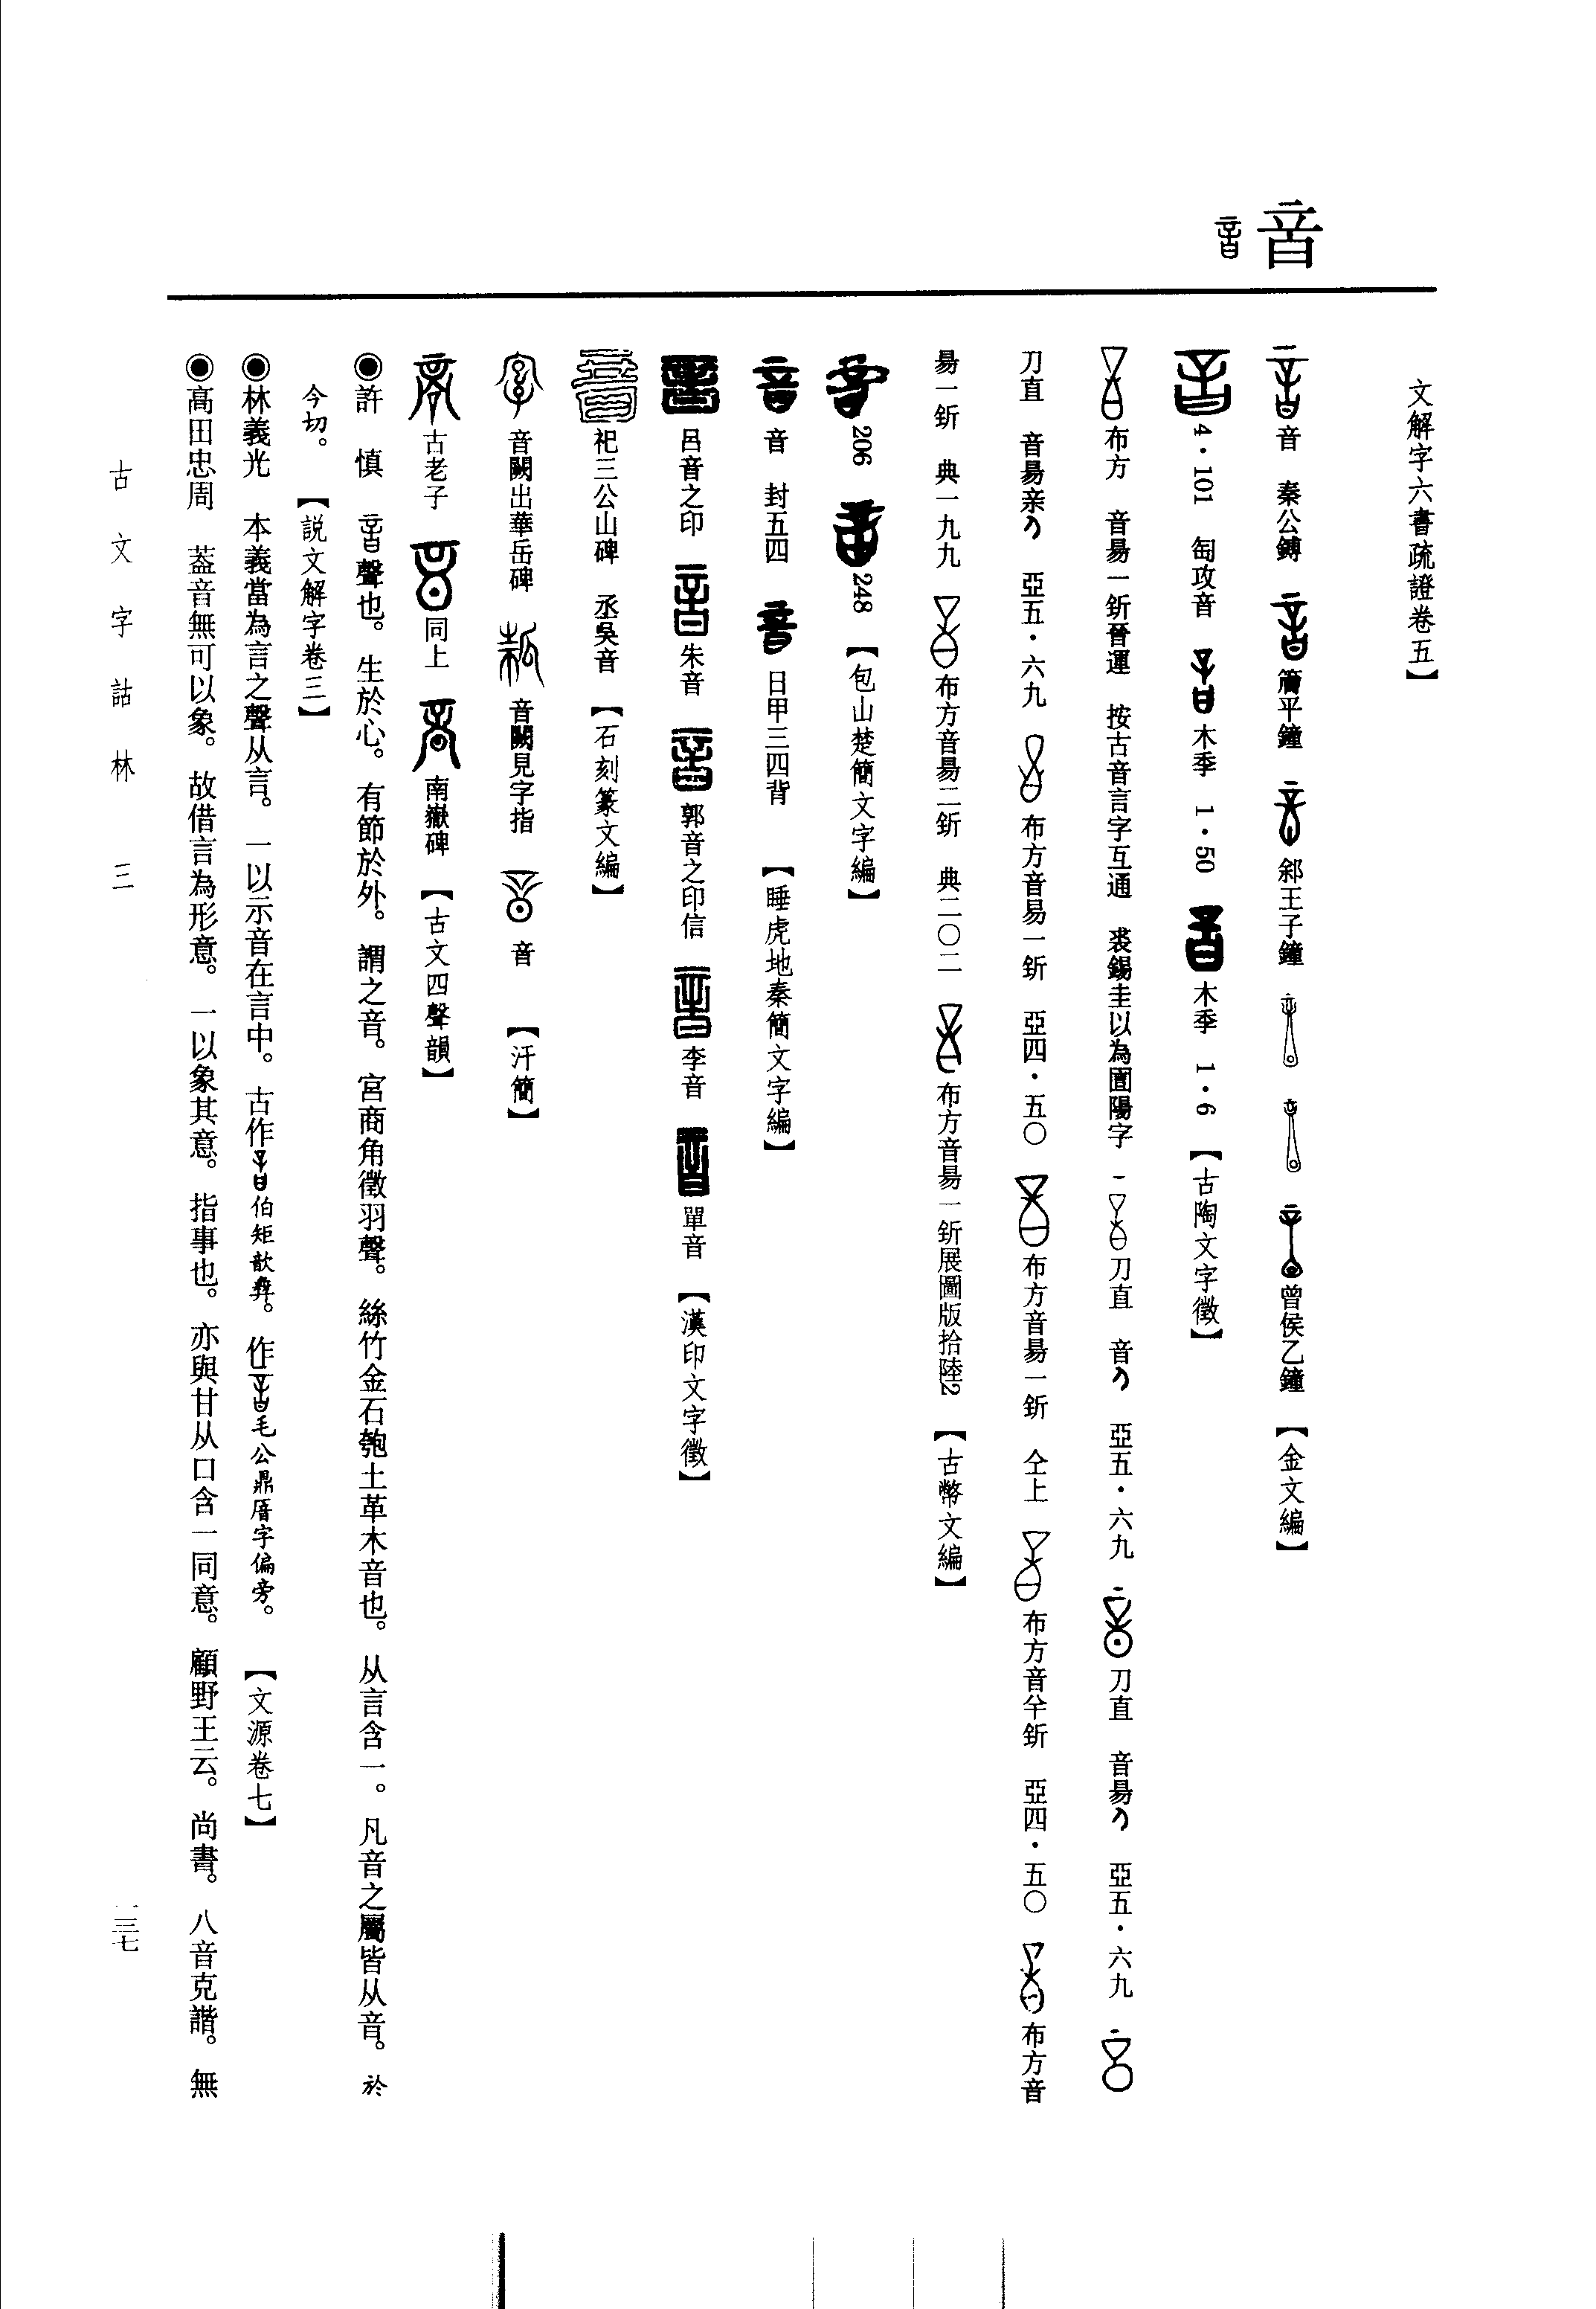 音
文解字六書疏證卷五】
音　秦公鎛　簷平鐘　䣄王子鐘　曾侯乙鐘　【金文編】
4·101　匋攻音　木季　1·50　木季　1·6　【古陶文字徵】
布方　音昜一釿晉運　按古音言字互通　裘錫圭以為圁陽字　刀直　音　亞五·六九　刀直　音昜　亞五·六九
刀直　音昜亲　亞五·六九　布方音昜一釿　亞四·五〇　布方音昜一釿　仝上　布方音半釿　亞四·五〇　布方音
昜一釿　典一九九　布方音昜二釿　典二〇二　布方音昜一釿展圖版拾陸2　【古幣文編】
206　248　【包山楚簡文字編】
音　封五四　日甲三四背　【睡虎地秦簡文字編】
呂音之印　朱音　郭音之印信　李音　單音　【漢印文字徵】
祀三公山碑　丞吳音　【石刻篆文編】
音闕出華岳碑　音闕見字指　音　【汗簡】
古老子　同上　南嶽碑　【古文四聲韻】
◉許　慎　音聲也。生於心。有節於外。謂之音。宮商角徵羽聲。絲竹金石匏土革木音也。从言含一。凡音之屬皆从音。於
今切。【説文解字卷三】
◉林義光　本義當為言之聲从言。一以示音在言中。古作伯矩歆彝。作毛公鼎厝字偏旁。【文源卷七】
◉高田忠周　葢音無可以象。故借言為形意。一以象其意。指事也。亦與甘从口含一同意。顧野王云。尚書。八音克諧。無
古文字詁林　三
一三七